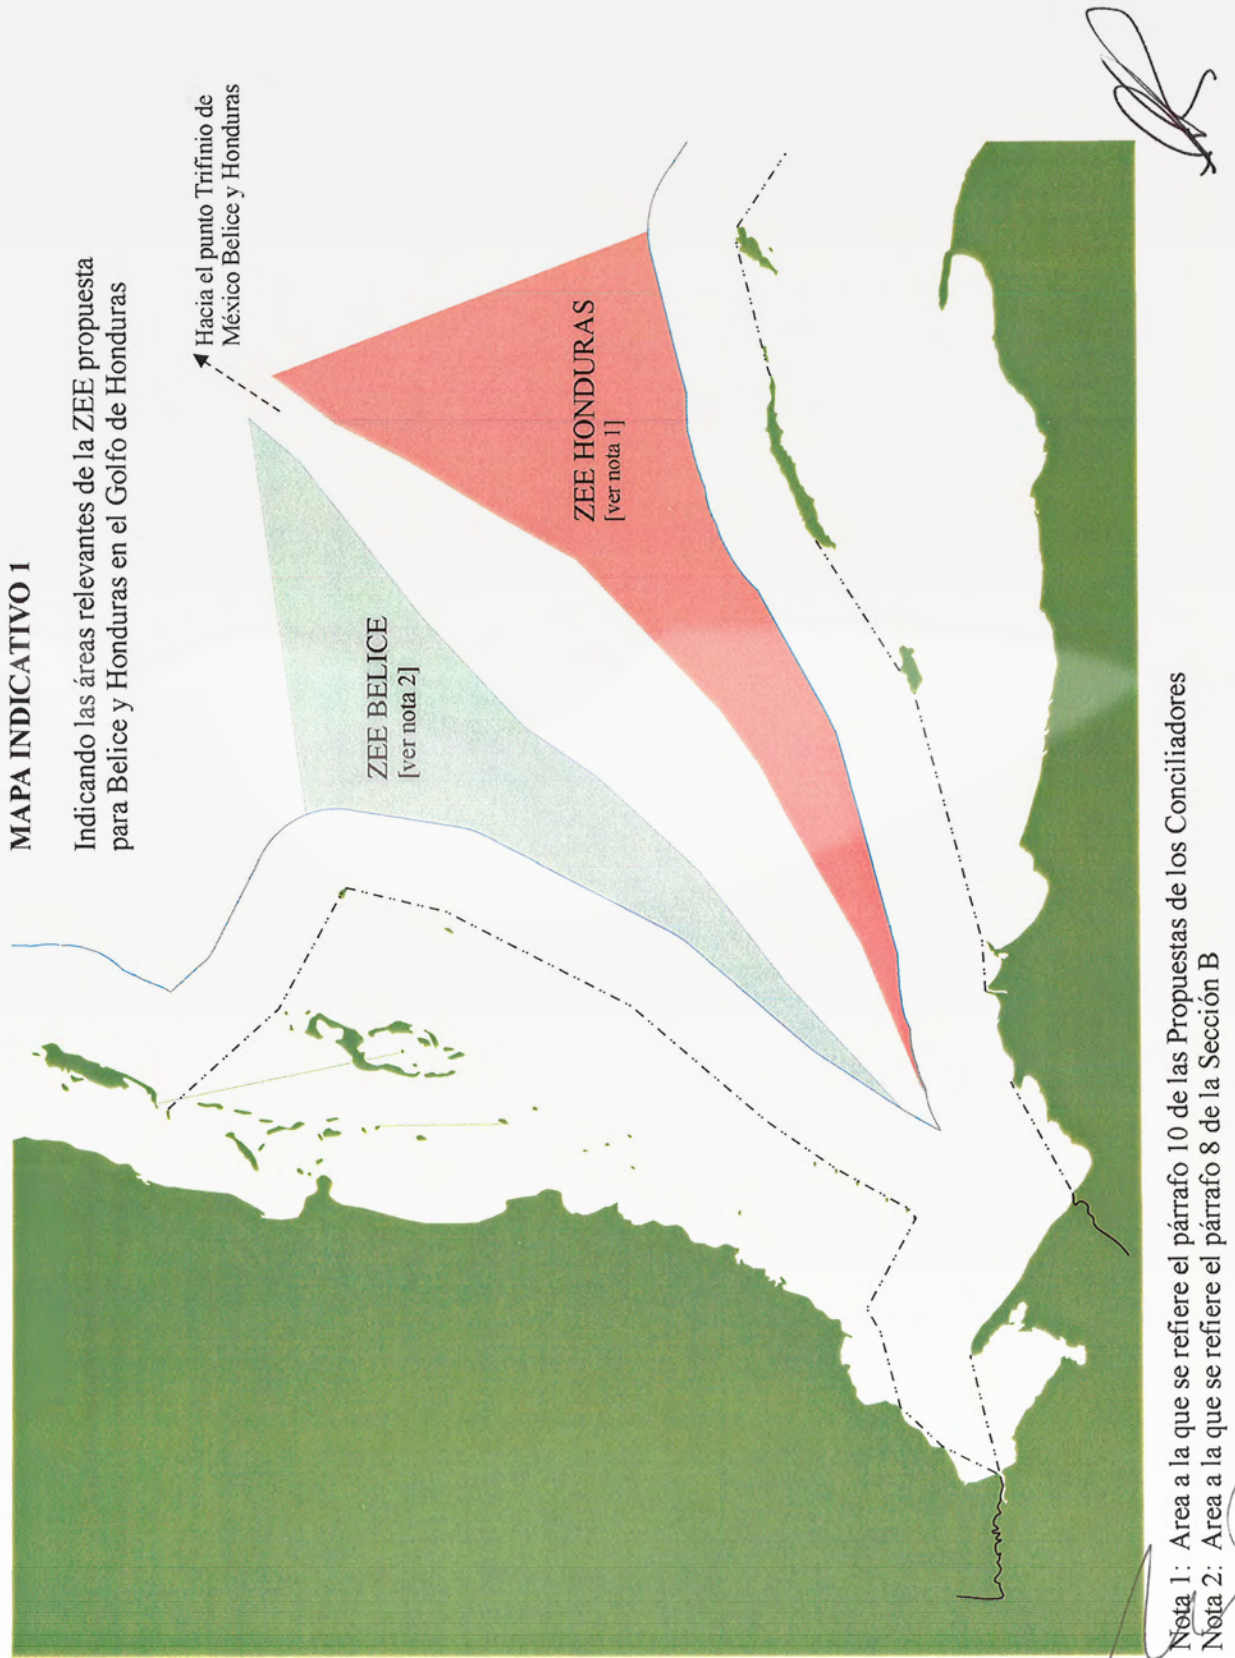 MAPA INDICATIVO 1
Indicando las áreas relevantes de la ZEE propuesta
para Belice y Honduras en el Golfo de Honduras
Hacia el punto Trifinio de
México Belice y Honduras
ZEE BELICE
[ver nota 2]
ZEE HONDURAS
[ver nota 1]
Nota 1: Area a la que se refiere el párrafo 10 de las Propuestas de los Conciliadores
Nota 2: Area a la que se refiere el párrafo 8 de la Sección B